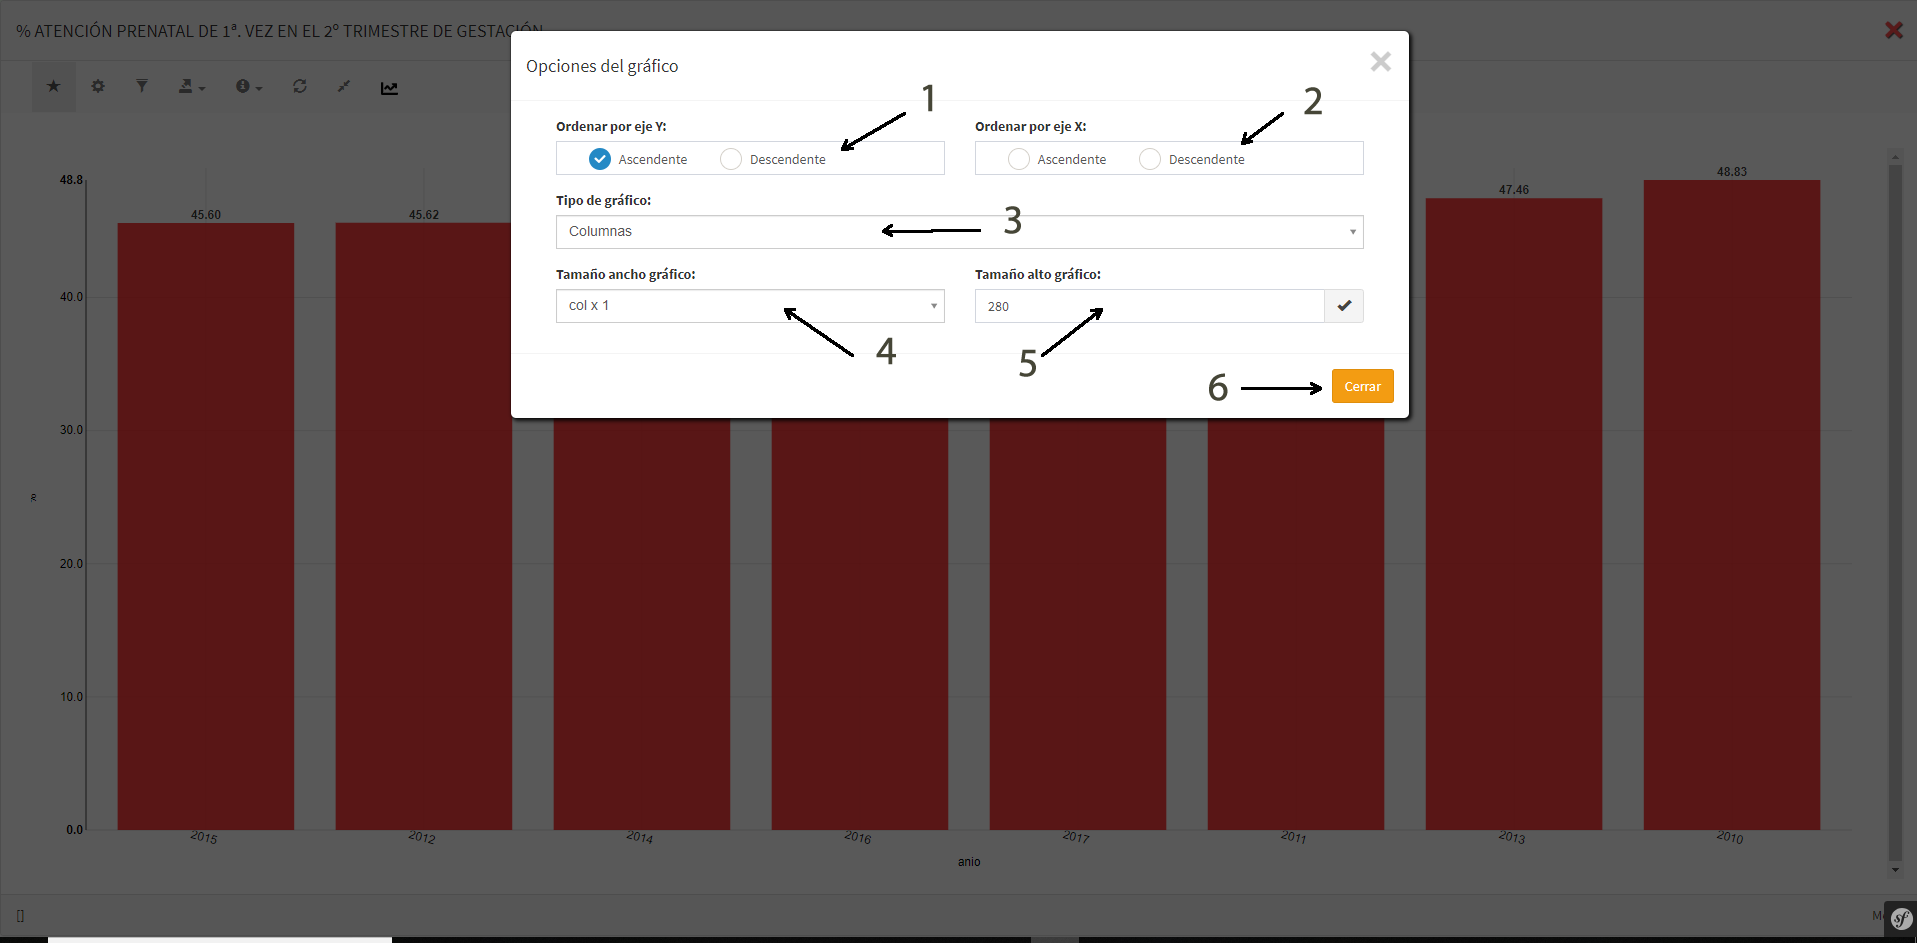 % ATENCIÓN PRENATAL DE 1ª. VEZ EN EL 2º TRIMESTRE DE GESTACIÓN
Opciones del gráfico
1
2
Ordenar por eje Y:
Ordenar por eje X:
Ascendente
Descendente
Ascendente
Descendente
Tipo de gráfico:
Columnas
3
Tamaño ancho gráfico:
Tamaño alto gráfico:
col x 1
280
4
5
6
Cerrar
48.8
40.0
30.0
20.0
10.0
0.0
%
45.60
45.62
47.46
48.83
2015
2012
2014
2016
2017
2011
2013
2010
anio
sf